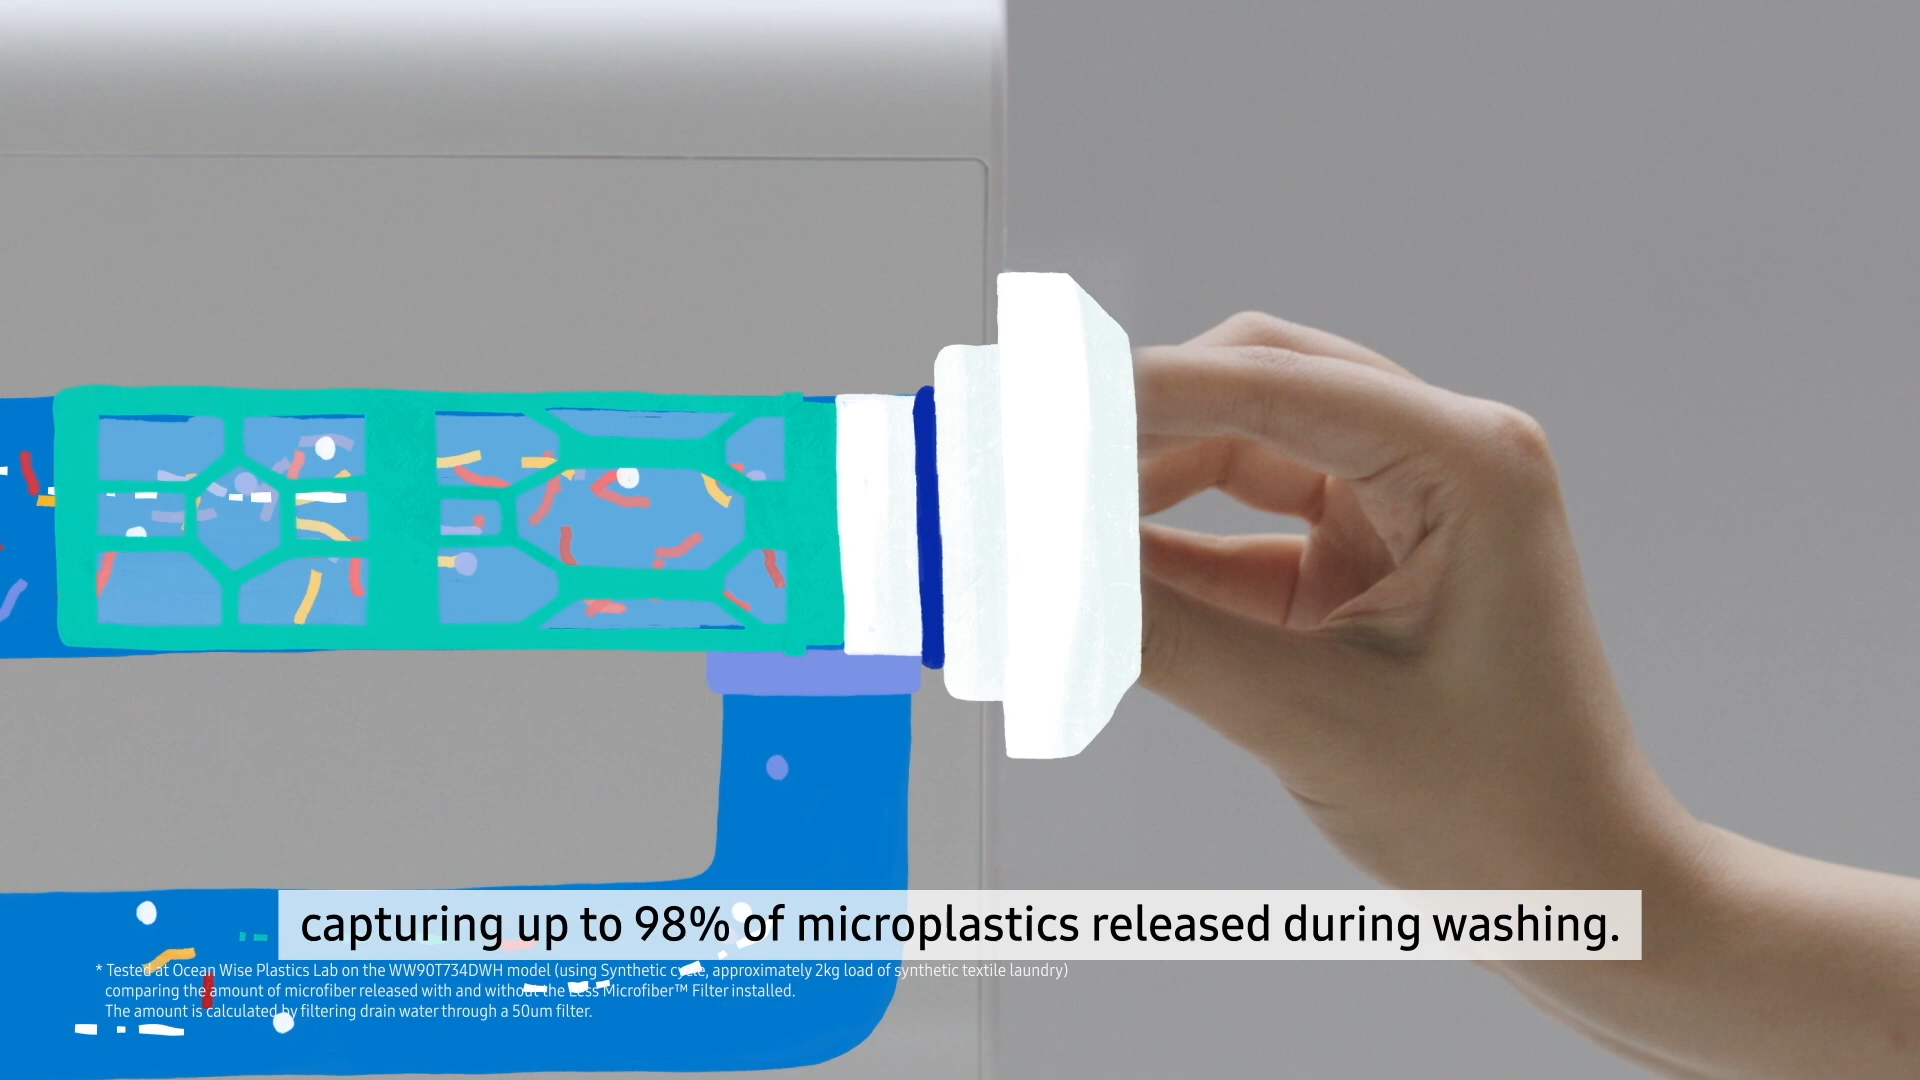 capturing up to 98% of microplastics released during washing.
* Tested at Ocean Wise Plastics Lab on the WW90T734DWH model (using Synthetic cycle, approximately 2kg load of synthetic textile laundry)
comparing the amount of microfiber released with and without the Less Microfiber™ Filter installed.
The amount is calculated by filtering drain water through a 50um filter.